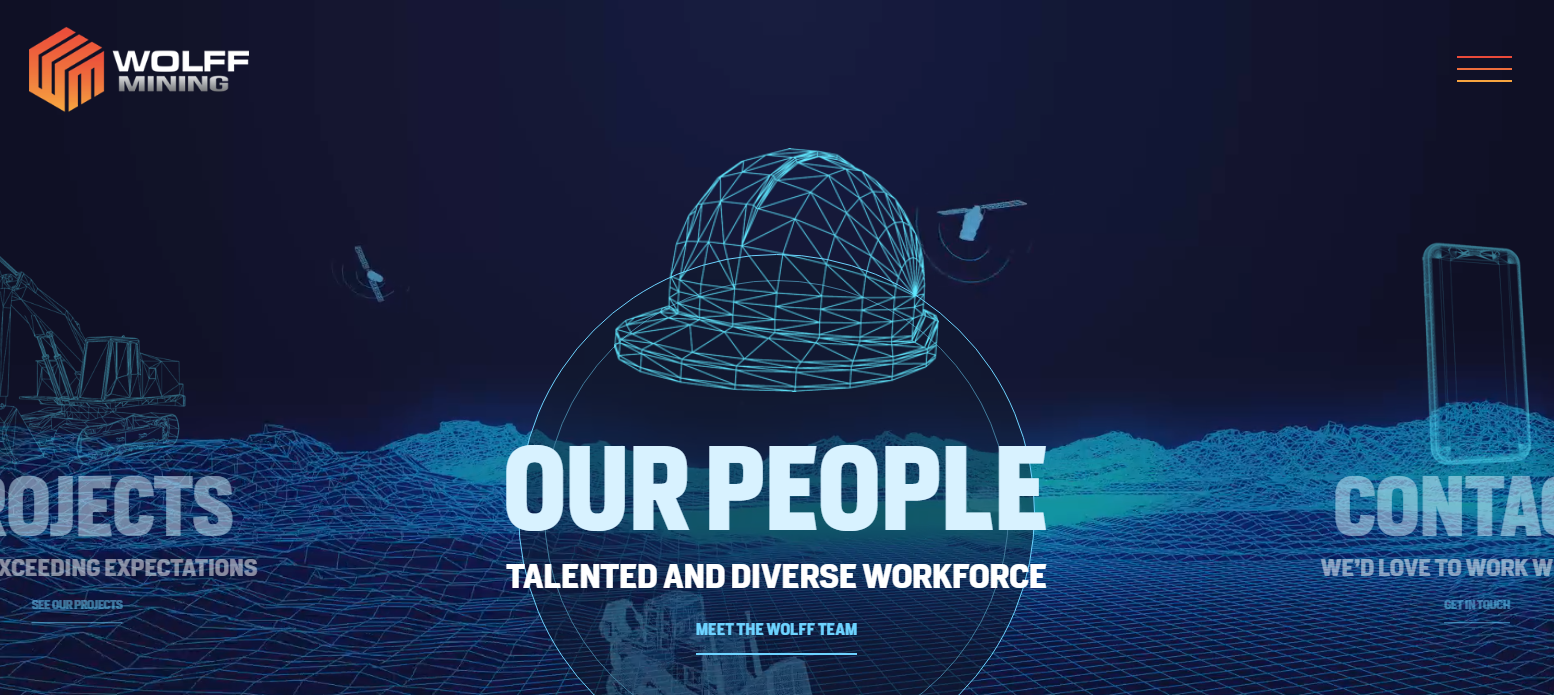 WOLFF
MINING
OUR PEOPLE
TALENTED AND DIVERSE WORKFORCE
MEET THE WOLFF TEAM
ROJECTS
XCEEDING EXPECTATIONS
SEE OUR PROJECTS
CONTAC
WE'D LOVE TO WORK W
GET IN TOUCH